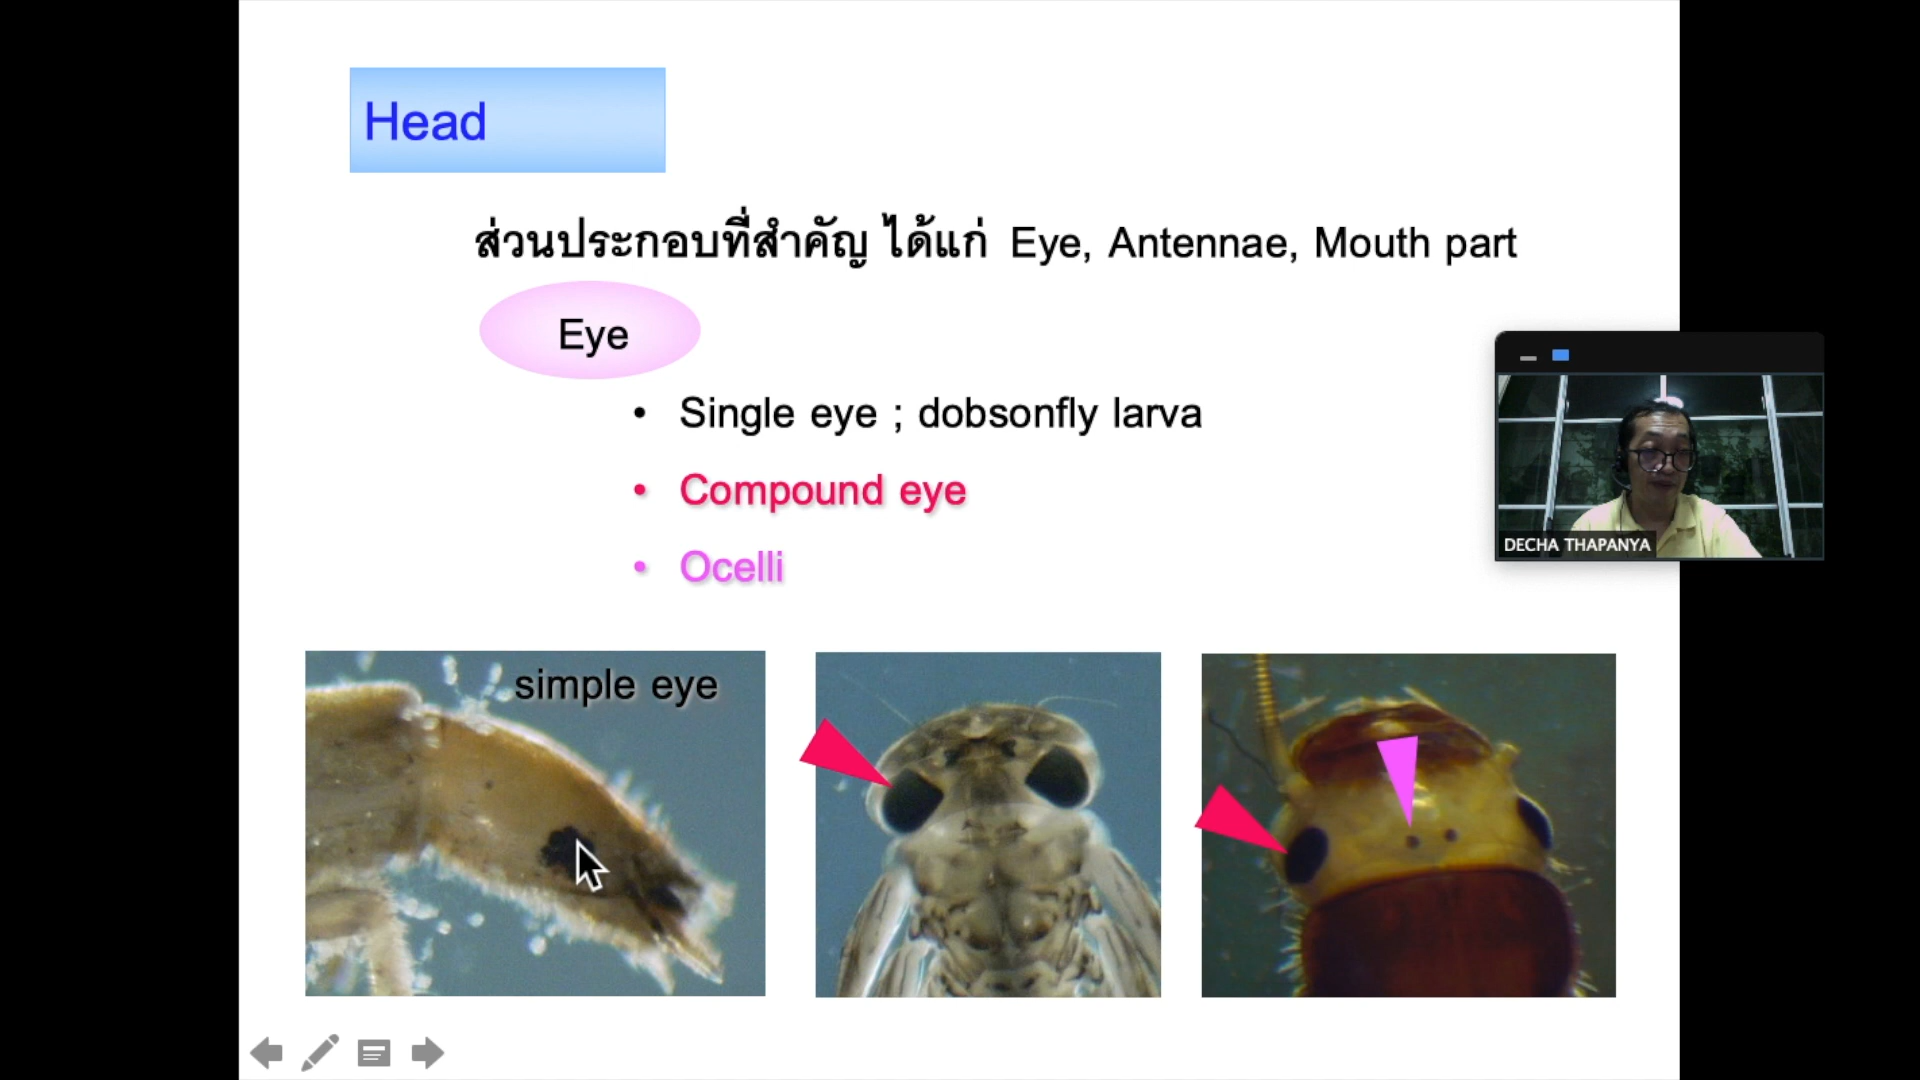 Head
ส่วนประกอบที่สำคัญ ได้แก่ Eye, Antennae, Mouth part
Eye
• Single eye ; dobsonfly larva
• Compound eye
• Ocelli
DECHA THAPANYA
simple eye